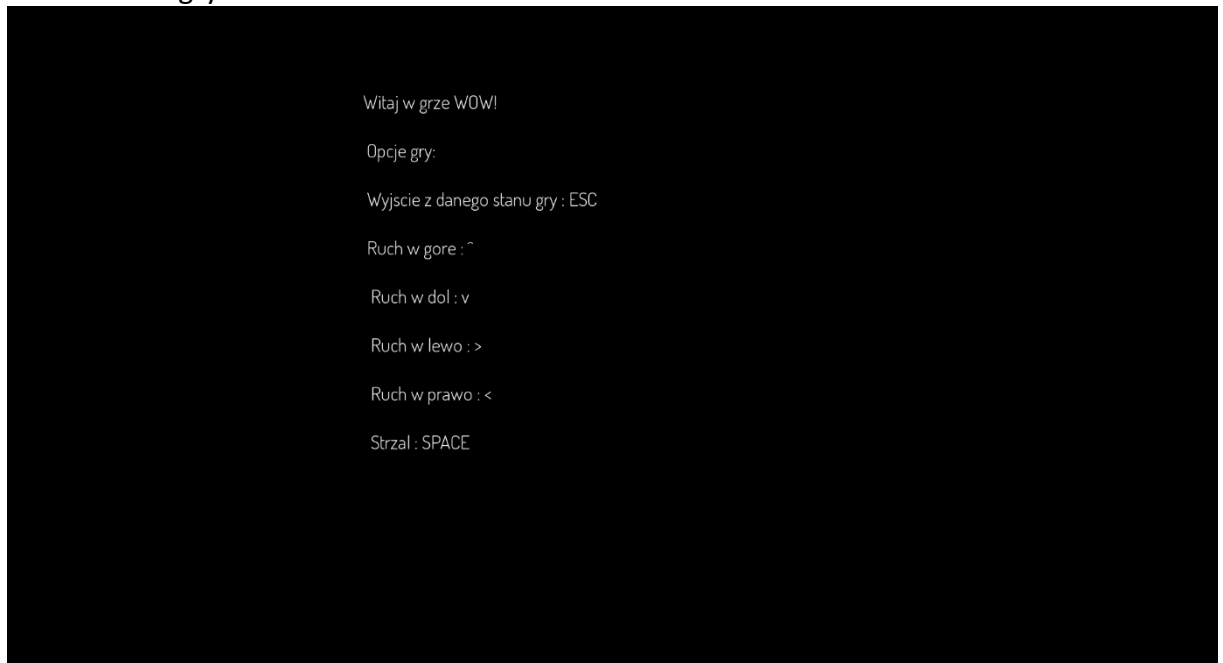 Witaj w grze WOW!
Opcje gry:
Wyjscie z danego stanu gry : ESC
Ruch w gore : ^
Ruch w dol : v
Ruch w lewo : >
Ruch w prawo : <
Strzal : SPACE